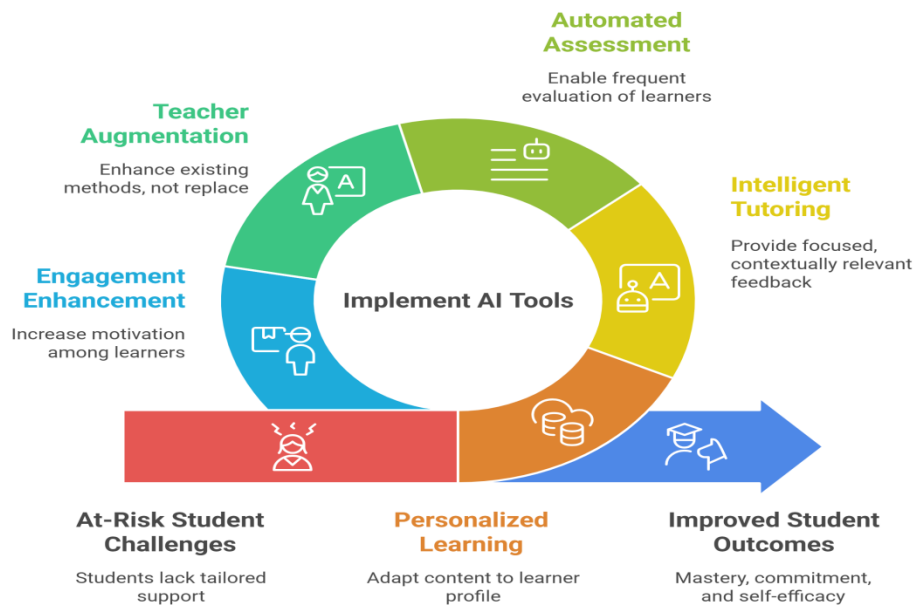 Automated
Assessment
Enable frequent
evaluation of learners
Teacher
Augmentation
Enhance existing
methods, not replace
A
Intelligent
Tutoring
Provide focused,
contextually relevant
feedback
A
Engagement
Enhancement
Increase motivation
among learners
Implement AI Tools
At-Risk Student
Challenges
Students lack tailored
support
Personalized
Learning
Adapt content to learner
profile
Improved Student
Outcomes
Mastery, commitment,
and self-efficacy